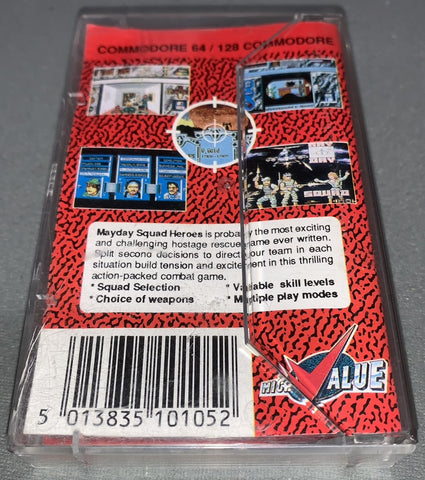 COMMODORE 64 / 128 COMMODORE
DAY
SQUAD
Mayday Squad Heroes is probably the most exciting
and challenging hostage rescue game ever written.
Split second decisions to direct your team in each
situation build tension and excitement in this thrilling
action-packed combat game.
* Squad Selection
* Variable skill levels
* Choice of weapons
* Multiple play modes
HIGH VALUE
5 013835 101052